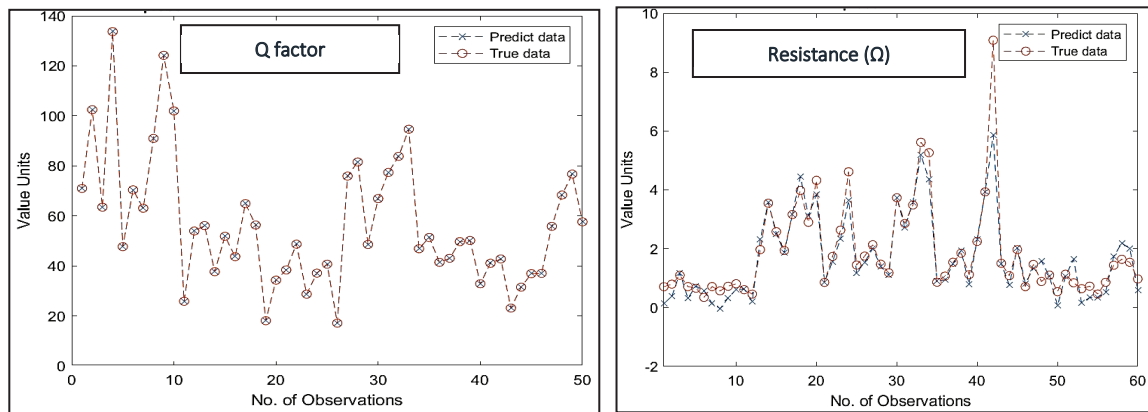 Q factor
Predict data
True data
140
120
100
80
60
40
20
0
Value Units
0 10 20 30 40 50
No. of Observations
Resistance (Ω)
Predict data
True data
10
8
6
4
2
0
-2
Value Units
10 20 30 40 50 60
No. of Observations